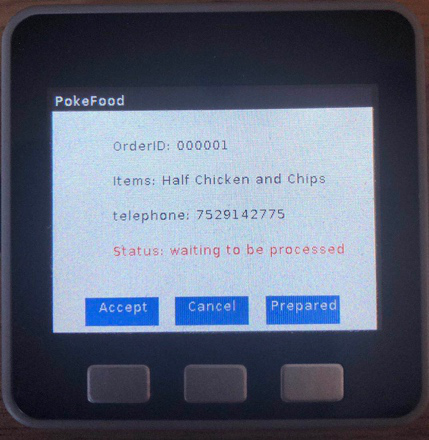 PokeFood
OrderID: 000001
Items: Half Chicken and Chips
telephone: 7529142775
Status: waiting to be processed
Accept Cancel Prepared